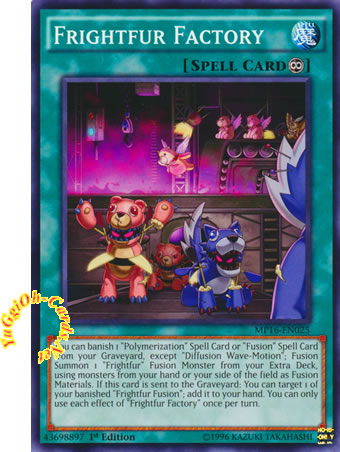 FRIGHTFUR FACTORY
魔
[SPELL CARD]
MP16-EN025
You can banish 1 "Polymerization" Spell Card or "Fusion" Spell Card
from your Graveyard, except "Diffusion Wave-Motion"; Fusion
Summon 1 "Frightfur" Fusion Monster from your Extra Deck,
using monsters from your hand or your side of the field as Fusion
Materials. If this card is sent to the Graveyard: You can target 1 of
your banished "Frightfur Fusion"; add it to your hand. You can only
use each effect of "Frightfur Factory" once per turn.
43698897 1st Edition
©1996 KAZUKI TAKAHASHI
YuGgiOh-Cards.net